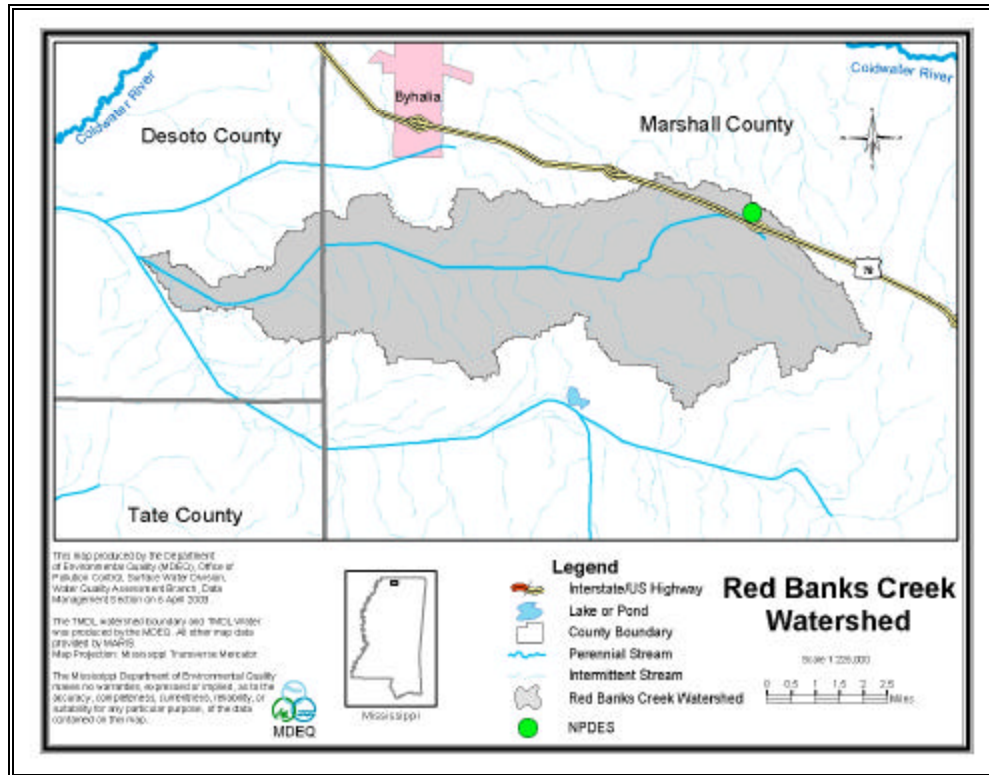 Coldwater River
Coldwater River
Byhalia
Desoto County
Marshall County
78
Tate County
This map produced by the Department
of Environmental Quality (MDEQ), Office of
Pollution Control, Surface Water Division,
Water Quality Assessment Branch, Data
Management Section on 6 April
The TMDL watershed boundary and TMDL Water
was produced by the MDEQ. All other map data
provided by MARIS.
Map Projection: Mississippi Transverse Mercator
The Mississippi Department of Environmental Quality
makes no warranties, expressed or implied, as to the
accuracy, completeness, currentness, reliability, or
suitability for any particular purpose, of the data
contained on this map.
MDEQ
Mississippi
Legend
Interstate/US Highway
Lake or Pond
County Boundary
Perennial Stream
Intermittent Stream
Red Banks Creek Watershed
NPDES
Red Banks Creek
Watershed
Scale
0 0.5 1 1.5 2 2.5
Miles